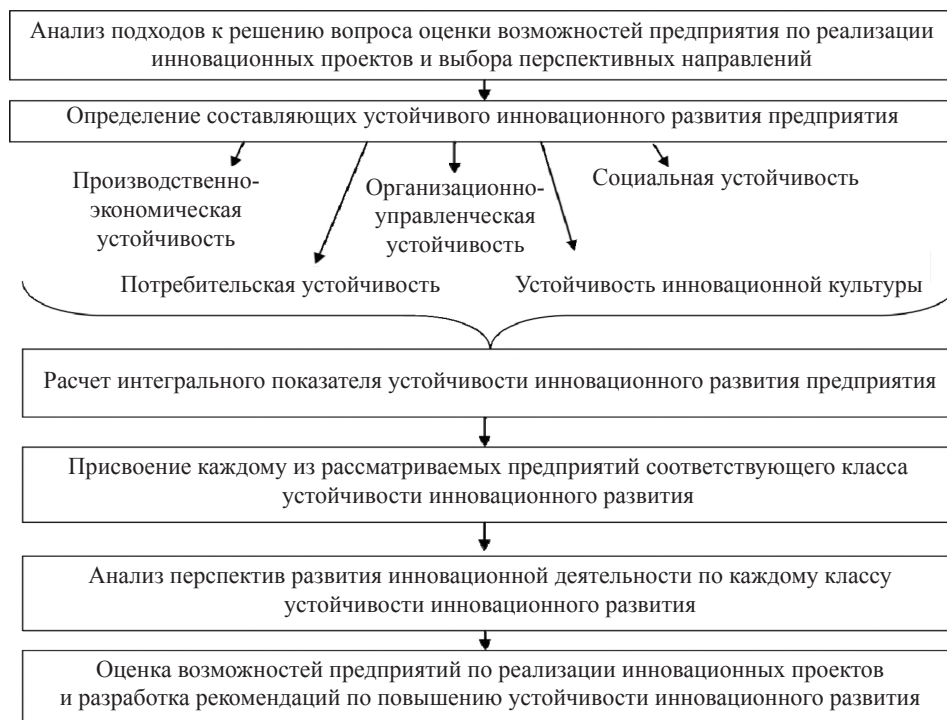 Анализ подходов к решению вопроса оценки возможностей предприятия по реализации
инновационных проектов и выбора перспективных направлений
Определение составляющих устойчивого инновационного развития предприятия
Производственно-
экономическая
устойчивость
Организационно-
управленческая
устойчивость
Социальная устойчивость
Потребительская устойчивость
Устойчивость инновационной культуры
Расчет интегрального показателя устойчивости инновационного развития предприятия
Присвоение каждому из рассматриваемых предприятий соответствующего класса
устойчивости инновационного развития
Анализ перспектив развития инновационной деятельности по каждому классу
устойчивости инновационного развития
Оценка возможностей предприятий по реализации инновационных проектов
и разработка рекомендаций по повышению устойчивости инновационного развития